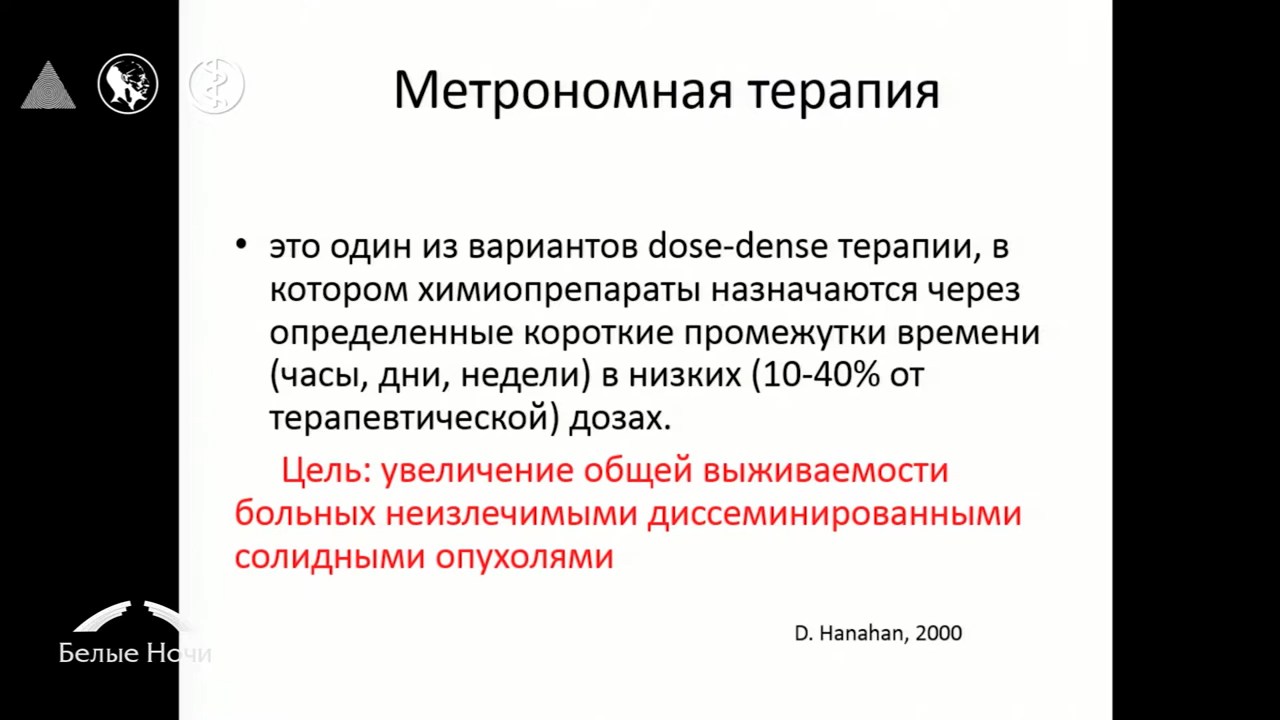 Метрономная терапия
• это один из вариантов dose-dense терапии, в
котором химиопрепараты назначаются через
определенные короткие промежутки времени
(часы, дни, недели) в низких (10-40% от
терапевтической) дозах.
Цель: увеличение общей выживаемости
больных неизлечимыми диссеминированными
солидными опухолями
D. Hanahan, 2000
Белые Ночи